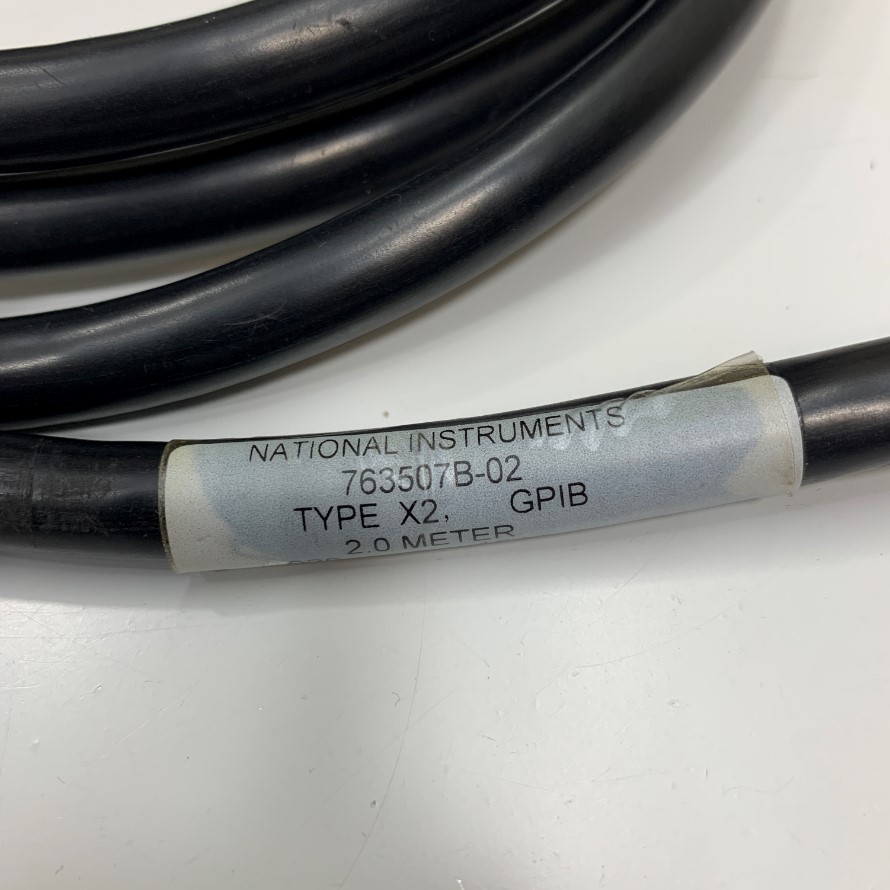 NATIONAL INSTRUMENTS
763507B-02
TYPE X2, GPIB
2.0 METER